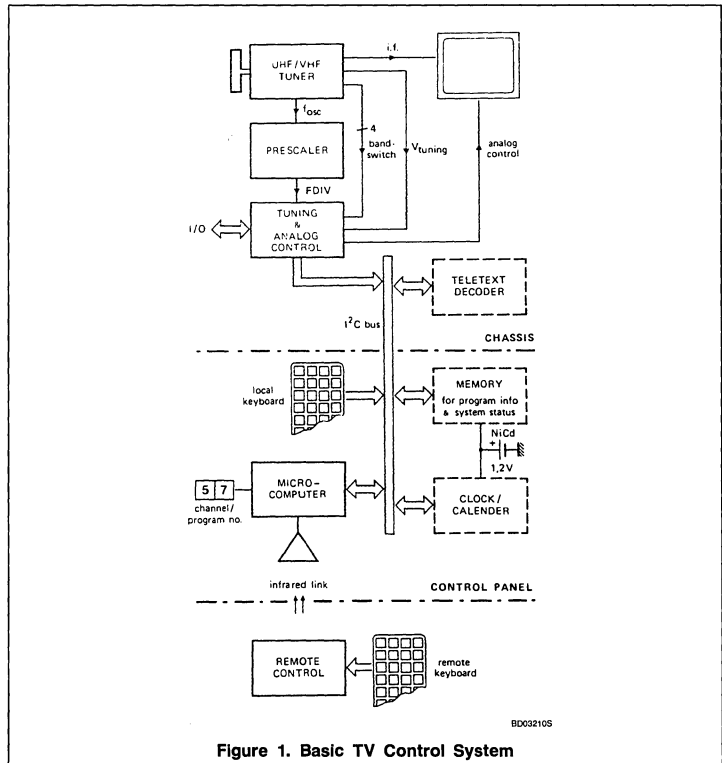 i.f.
UHF/VHF
TUNER
fosc
4
band-
switch
Vtuning
analog
control
PRESCALER
FDIV
TUNING
&
ANALOG
CONTROL
I/O
TELETEXT
DECODER
I²C bus
CHASSIS
local
keyboard
MEMORY
for program info
& system status
NiCd
+
1,2V
5 7
channel/
program no.
MICRO-
COMPUTER
CLOCK/
CALENDER
infrared link
CONTROL PANEL
REMOTE
CONTROL
remote
keyboard
BD03210S
Figure 1. Basic TV Control System